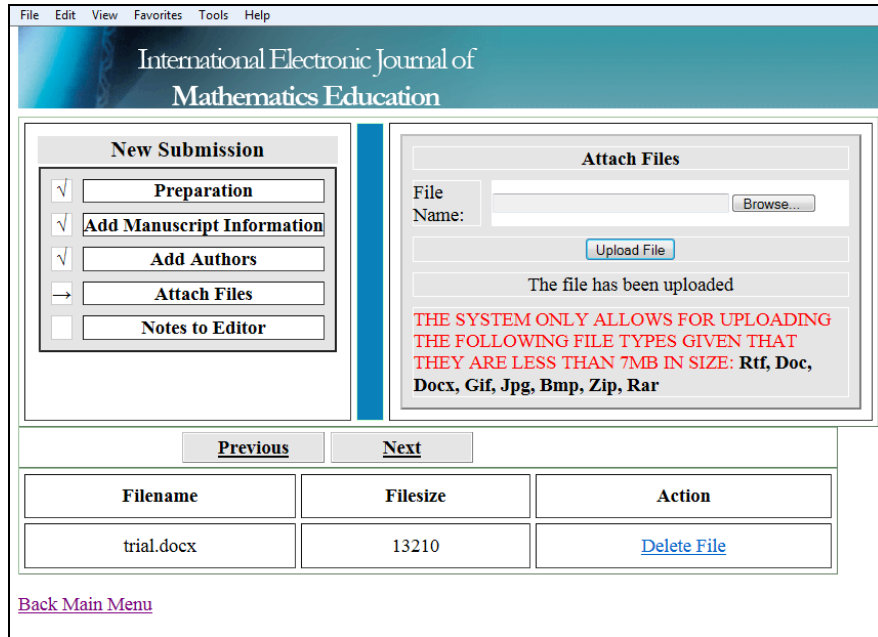 File Edit View Favorites Tools Help
International Electronic Journal of
Mathematics Education
New Submission
√ Preparation
√ Add Manuscript Information
√ Add Authors
→ Attach Files
Notes to Editor
Attach Files
File
Name:
Browse...
Upload File
The file has been uploaded
THE SYSTEM ONLY ALLOWS FOR UPLOADING
THE FOLLOWING FILE TYPES GIVEN THAT
THEY ARE LESS THAN 7MB IN SIZE: Rtf, Doc,
Docx, Gif, Jpg, Bmp, Zip, Rar
Previous Next
Filename Filesize Action
trial.docx 13210 Delete File
Back Main Menu